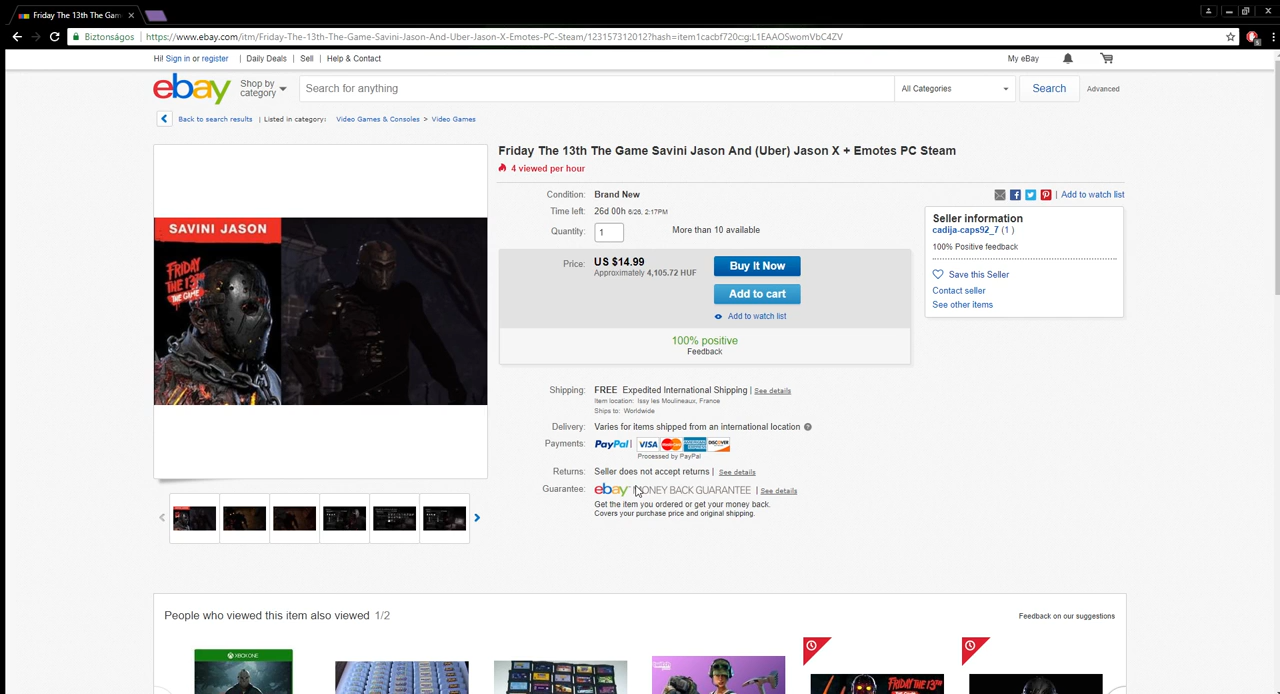 Friday The 13th The Gam
Biztonságos
https://www.ebay.com/itm/Friday-The-13th-The-Game-Savini-Jason-And-Uber-Jason-X-Emotes-PC-Steam/123157312012?hash=item1cacbf720cg:L1EAAOSwomVbC4ZV
Hi! Sign in or register | Daily Deals | Sell | Help & Contact My eBay
ebay Shop by category Search for anything All Categories Search Advanced
Back to search results | Listed in category: Video Games & Consoles > Video Games
Friday The 13th The Game Savini Jason And (Uber) Jason X + Emotes PC Steam
4 viewed per hour
Condition: Brand New
| Add to watch list
Time left: 26d 00h 6/26, 2:17PM
Quantity: 1 More than 10 available
Seller information
cadija-caps92_7 (1 )
100% Positive feedback
Save this Seller
Contact seller
See other items
SAVINI JASON
FRIDAY THE 13TH THE GAME
Price: US $14.99
Approximately 4,105.72 HUF
Buy It Now
Add to cart
Add to watch list
100% positive
Feedback
Shipping: FREE Expedited International Shipping | See details
Item location: Issy les Moulineaux, France
Ships to: Worldwide
Delivery: Varies for items shipped from an international location
Payments: PayPal VISA DISCOVER
Processed by PayPal
Returns: Seller does not accept returns | See details
Guarantee: ebay MONEY BACK GUARANTEE | See details
Get the item you ordered or get your money back.
Covers your purchase price and original shipping.
People who viewed this item also viewed 1/2 Feedback on our suggestions
XBOX ONE
FRIDAY THE 13TH